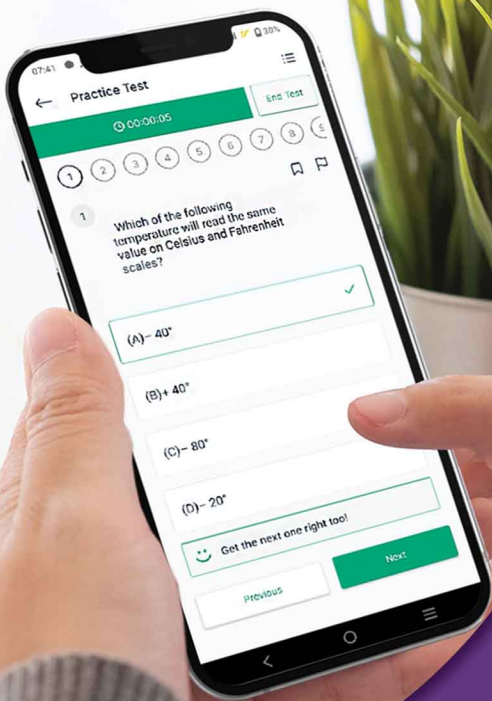 07:41
30%
Practice Test
00:00:05
End Test
1 2 3 4 5 6 7 8 9
1
Which of the following
temperature will read the same
value on Celsius and Fahrenheit
scales?
(A)– 40°
(B)+ 40°
(C)– 80°
(D)– 20°
Get the next one right too!
Previous
Next